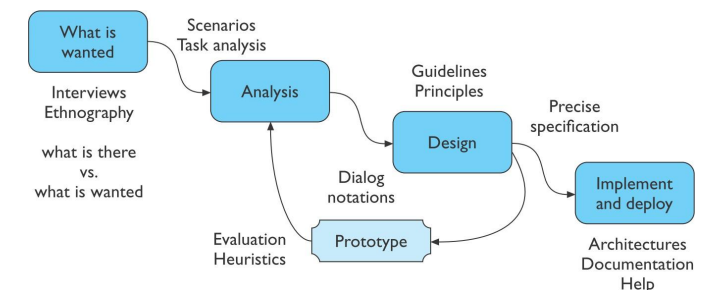 What is
wanted
Scenarios
Task analysis
Interviews
Ethnography
what is there
vs.
what is wanted
Analysis
Guidelines
Principles
Design
Precise
specification
Dialog
notations
Implement
and deploy
Evaluation
Heuristics
Prototype
Architectures
Documentation
Help